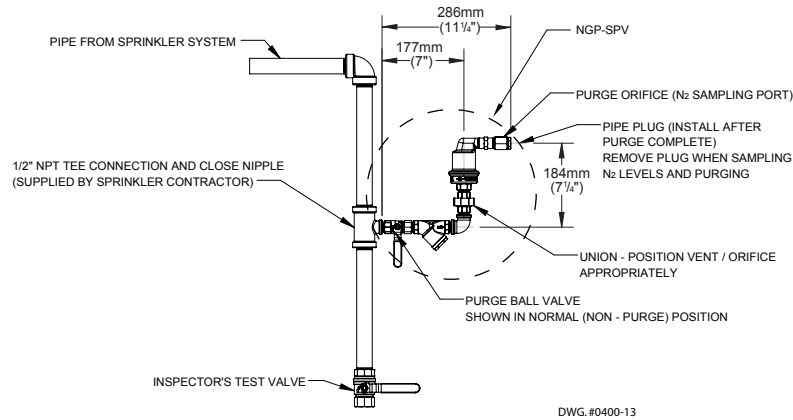 286mm
(11¼")
177mm
(7")
NGP-SPV
PIPE FROM SPRINKLER SYSTEM
PURGE ORIFICE (N2 SAMPLING PORT)
PIPE PLUG (INSTALL AFTER
PURGE COMPLETE)
REMOVE PLUG WHEN SAMPLING
N2 LEVELS AND PURGING
184mm
(7¼")
1/2" NPT TEE CONNECTION AND CLOSE NIPPLE
(SUPPLIED BY SPRINKLER CONTRACTOR)
UNION - POSITION VENT / ORIFICE
APPROPRIATELY
PURGE BALL VALVE
SHOWN IN NORMAL (NON - PURGE) POSITION
INSPECTOR'S TEST VALVE
DWG. #0400-13